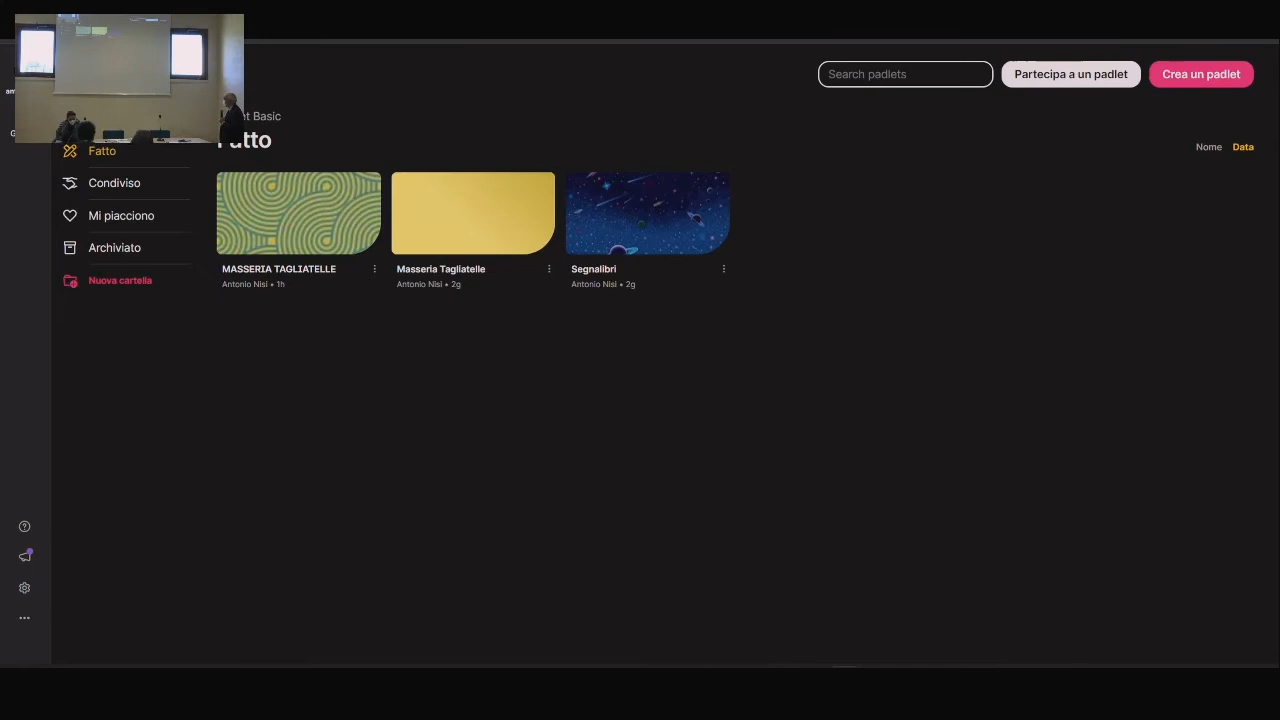 Search padlets
Partecipa a un padlet
Crea un padlet
Nome
Data
Fatto
Condiviso
Mi piacciono
Archiviato
Nuova cartella
MASSERIA TAGLIATELLE
Antonio Nisi • 1h
Masseria Tagliatelle
Antonio Nisi • 2g
Segnalibri
Antonio Nisi • 2g
Basic